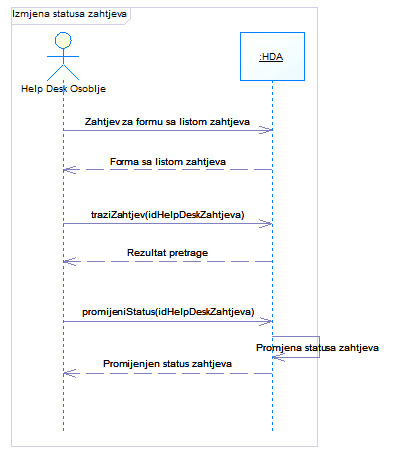 Izmjena statusa zahtjeva
:HDA
Help Desk Osoblje
Zahtjev za formu sa listom zahtjeva
Forma sa listom zahtjeva
traziZahtjev(idHelpDeskZahtjeva)
Rezultat pretrage
promijeniStatus(idHelpDeskZahtjeva)
Promjena statusa zahtjeva
Promijenjen status zahtjeva